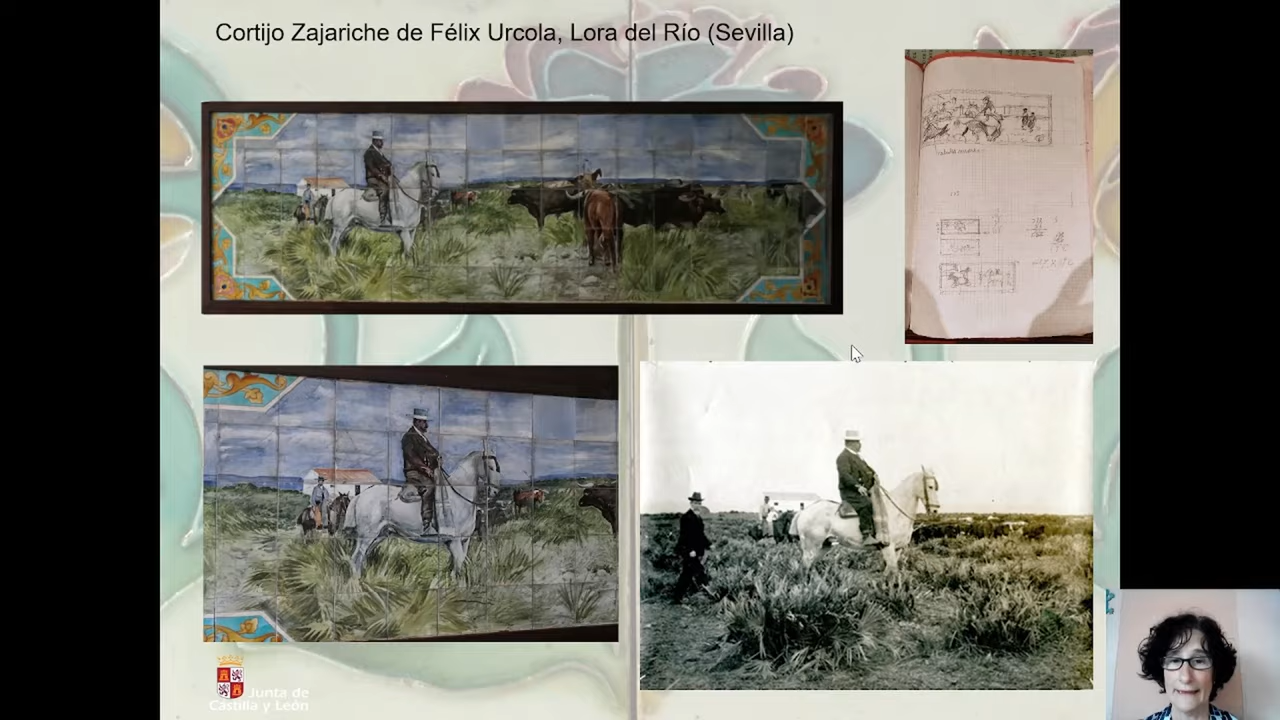 Cortijo Zajariche de Félix Urcola, Lora del Río (Sevilla)
Junta de
Castilla y León